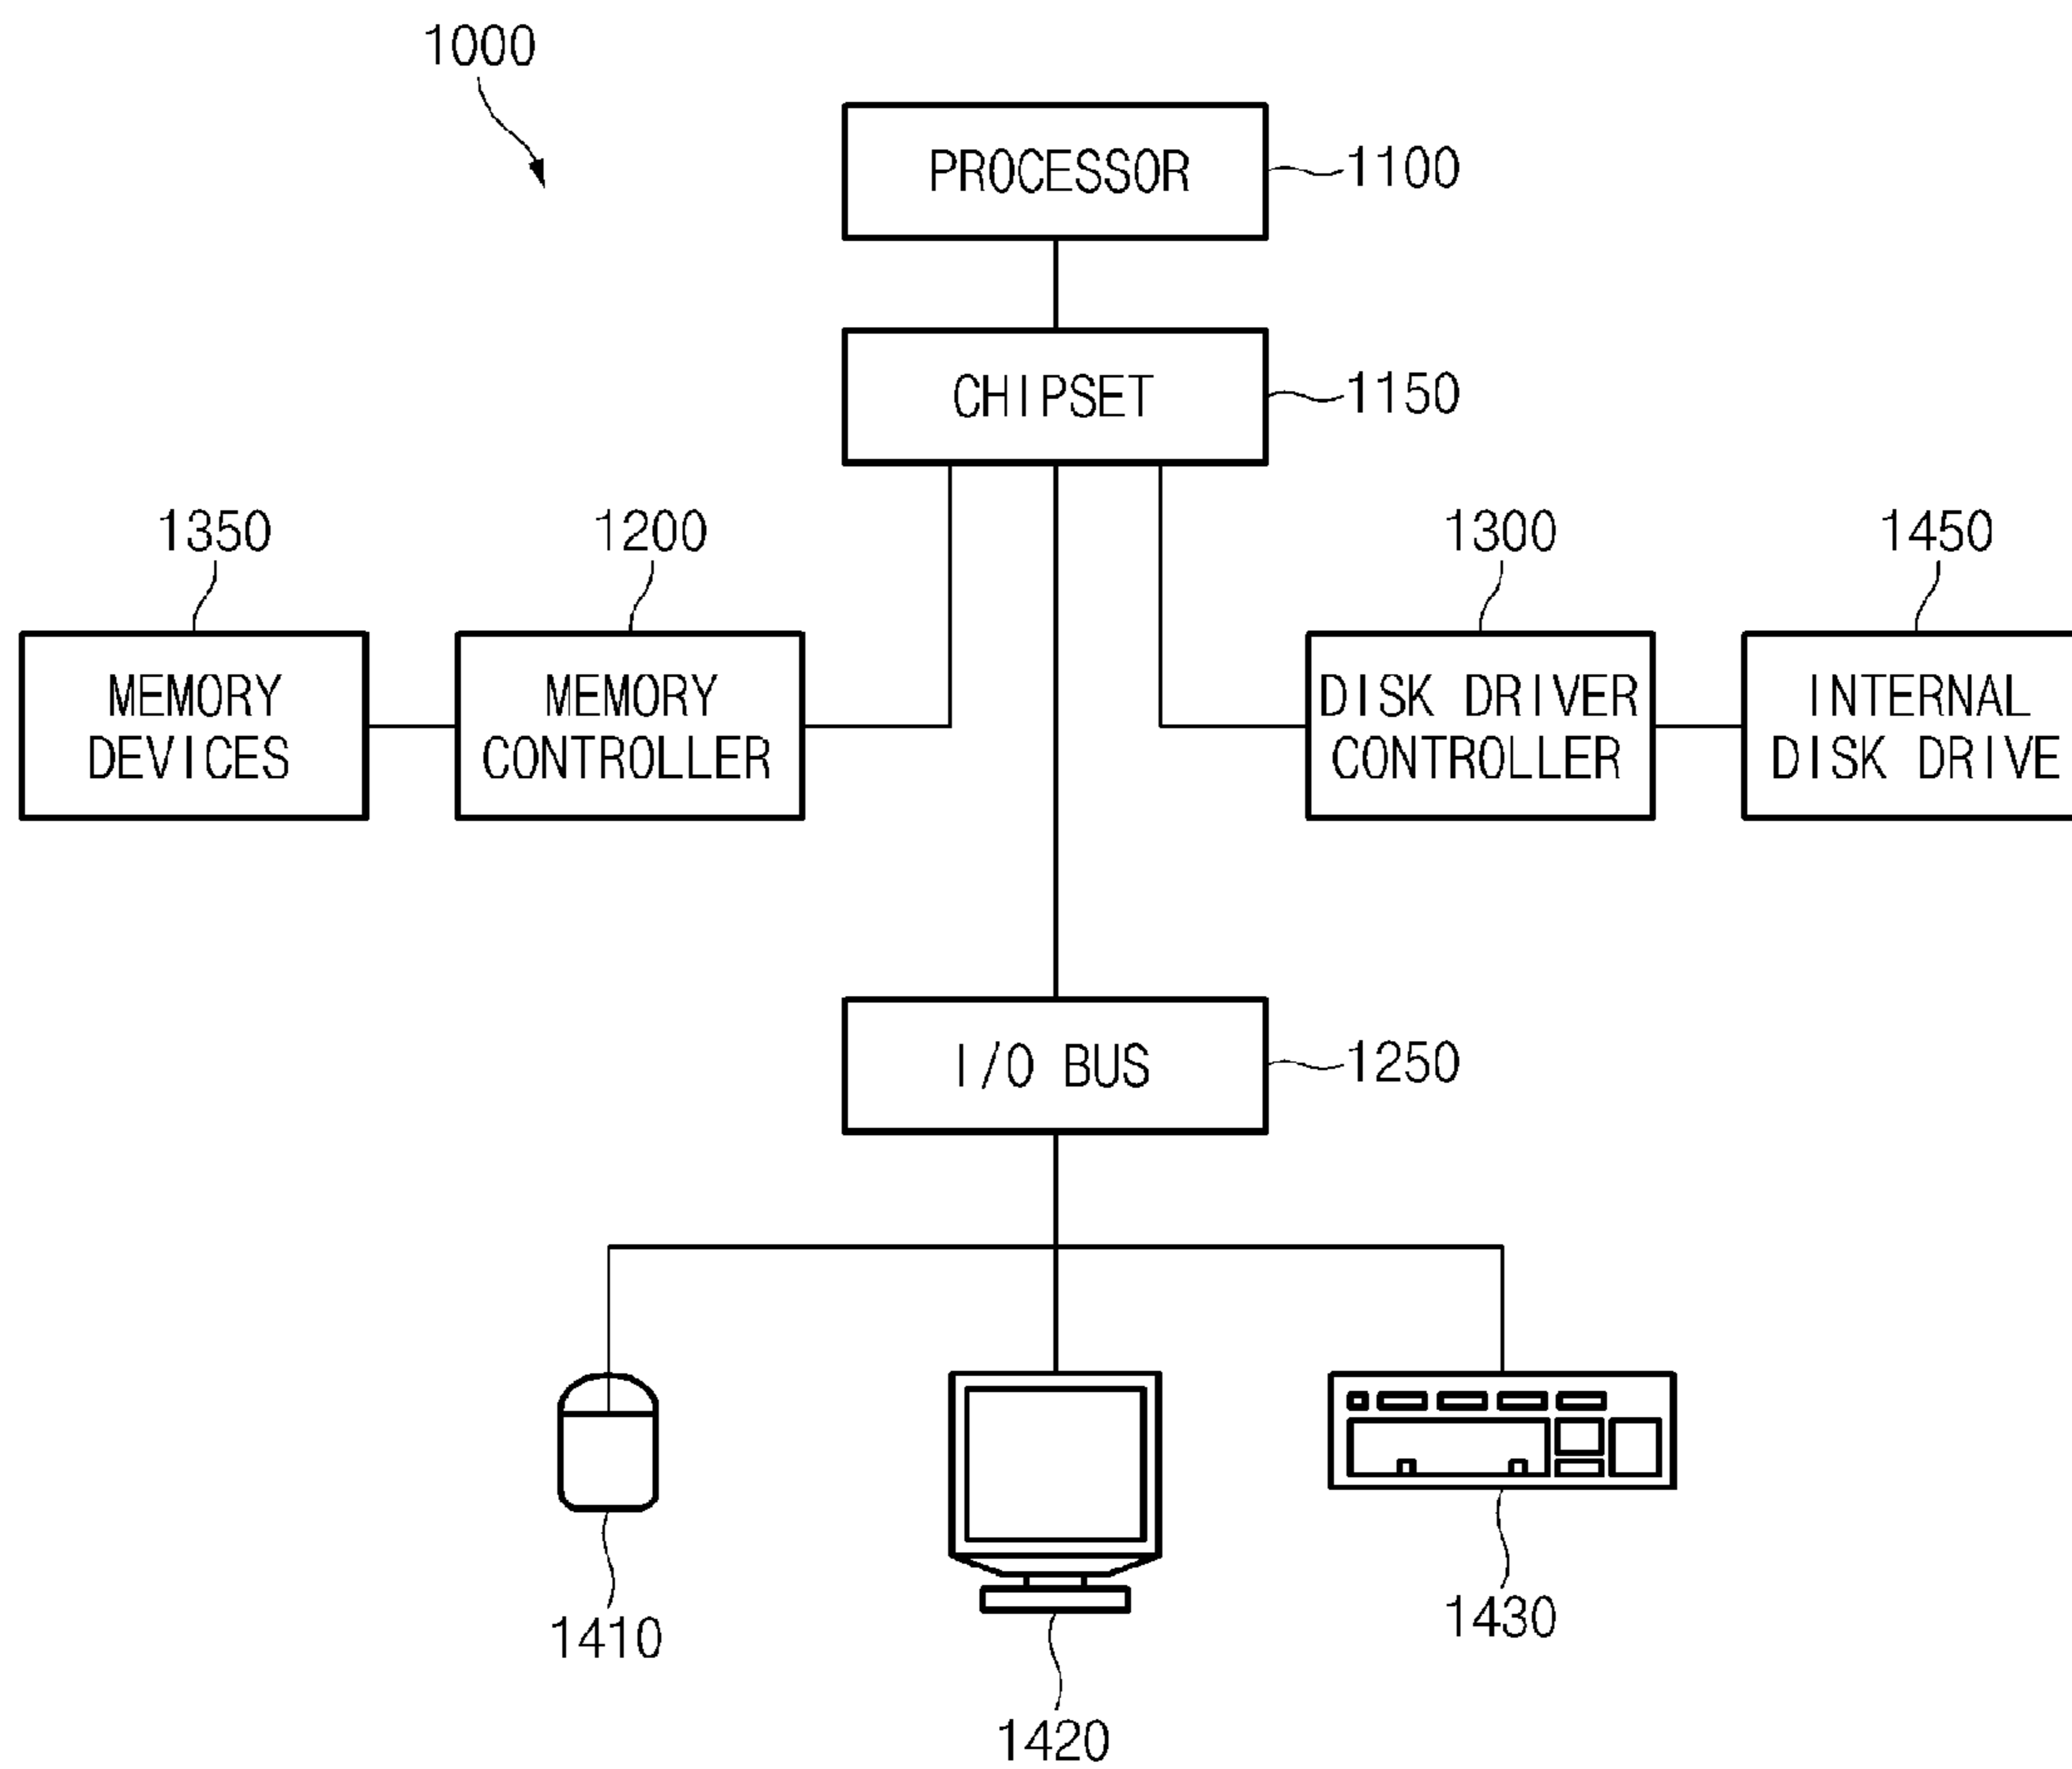 1000
PROCESSOR
1100
CHIPSET
1150
1350
1200
1300
1450
MEMORY
DEVICES
MEMORY
CONTROLLER
DISK DRIVER
CONTROLLER
INTERNAL
DISK DRIVE
I/O BUS
1250
1410
1420
1430